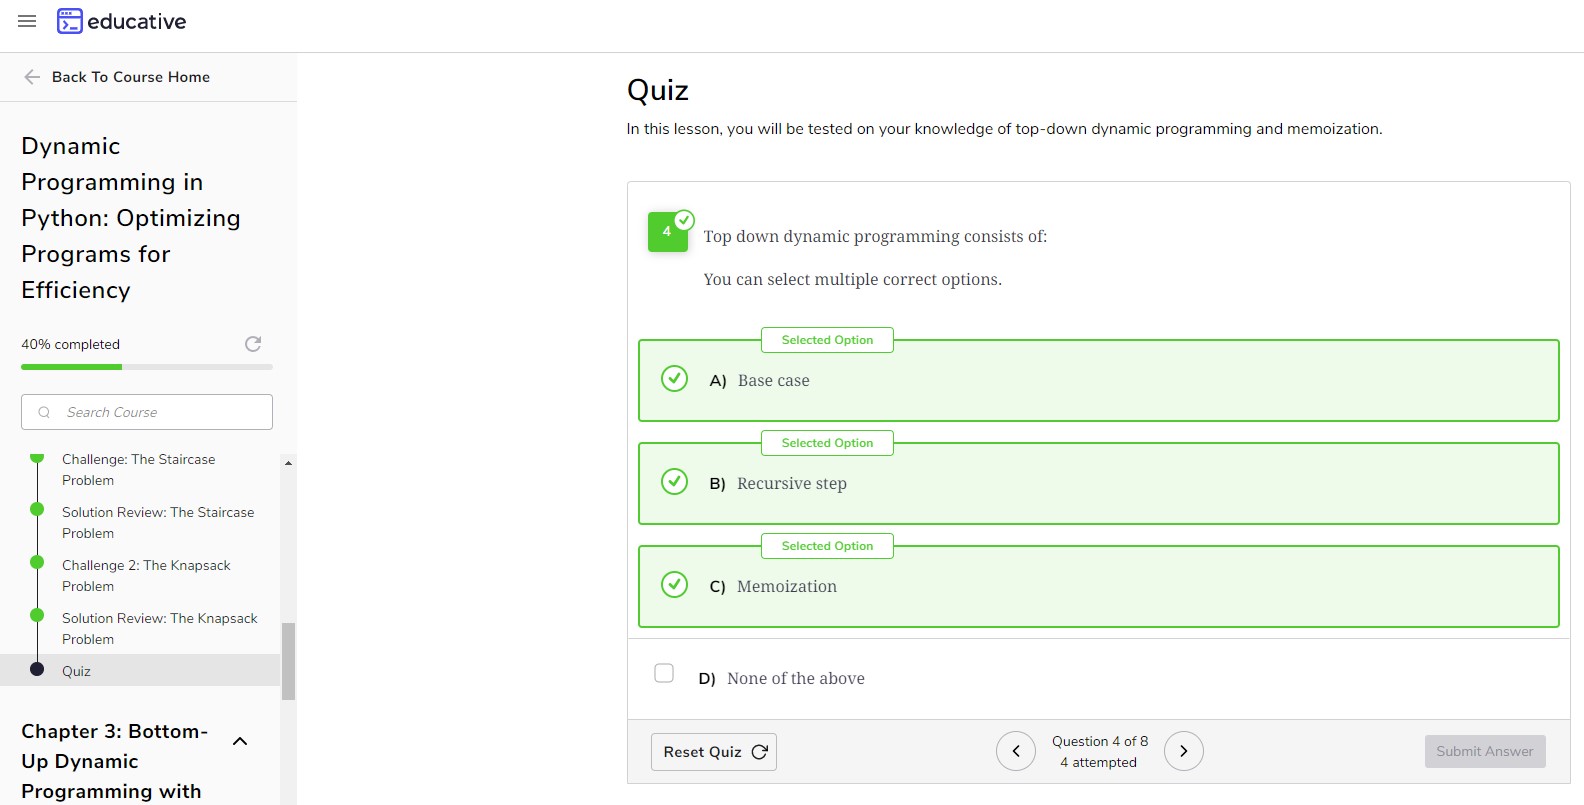 educative
Back To Course Home
Dynamic
Programming in
Python: Optimizing
Programs for
Efficiency
40% completed
Search Course
Challenge: The Staircase
Problem
Solution Review: The Staircase
Problem
Challenge 2: The Knapsack
Problem
Solution Review: The Knapsack
Problem
Quiz
Chapter 3: Bottom-
Up Dynamic
Programming with
Quiz
In this lesson, you will be tested on your knowledge of top-down dynamic programming and memoization.
4
Top down dynamic programming consists of:
You can select multiple correct options.
Selected Option
A) Base case
Selected Option
B) Recursive step
Selected Option
C) Memoization
D) None of the above
Reset Quiz
Question 4 of 8
4 attempted
Submit Answer